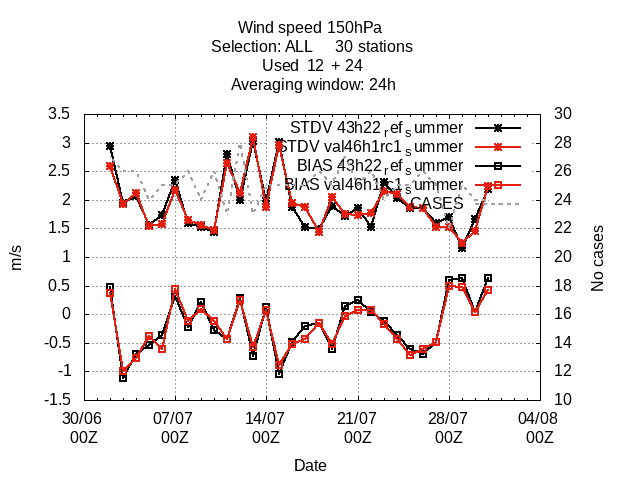 Wind speed 150hPa
Selection: ALL 30 stations
Used 12 + 24
Averaging window: 24h
3.5
3
2.5
2
1.5
1
0.5
0
-0.5
-1
-1.5
m/s
30
28
26
24
22
20
18
16
14
12
10
No cases
STDV 43h22_ref_summer
STDV val46h1rc1_summer
BIAS 43h22_ref_summer
BIAS val46h1rc1_summer
CASES
30/06 07/07 14/07 21/07 28/07 04/08
00Z 00Z 00Z 00Z 00Z 00Z
Date